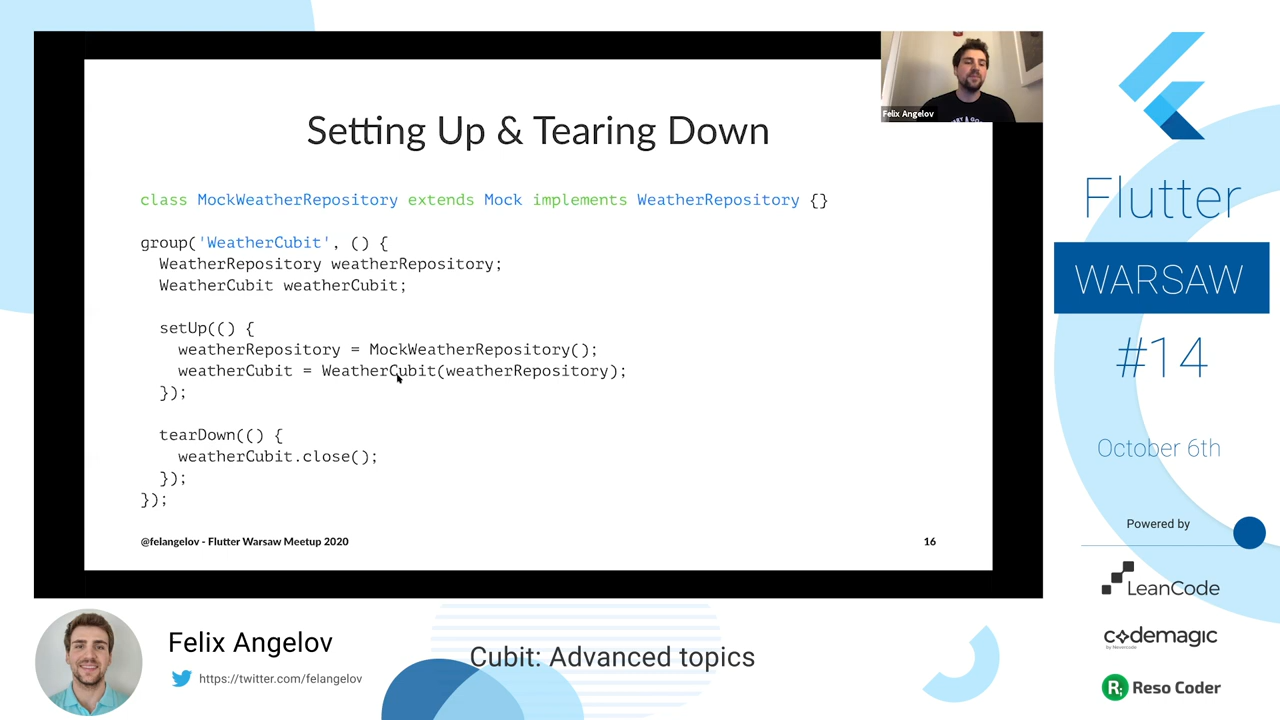 Setting Up & Tearing Down
class MockWeatherRepository extends Mock implements WeatherRepository {}
group('WeatherCubit', () {
WeatherRepository weatherRepository;
WeatherCubit weatherCubit;
setUp(() {
weatherRepository = MockWeatherRepository();
weatherCubit = WeatherCubit(weatherRepository);
});
tearDown(() {
weatherCubit.close();
});
});
@felangelov - Flutter Warsaw Meetup 2020
16
Felix Angelov
Flutter
WARSAW
#14
October 6th
Powered by
LeanCode
codemagic
by Nevercode
R;
Reso Coder
Felix Angelov
https://twitter.com/felangelov
Cubit: Advanced topics